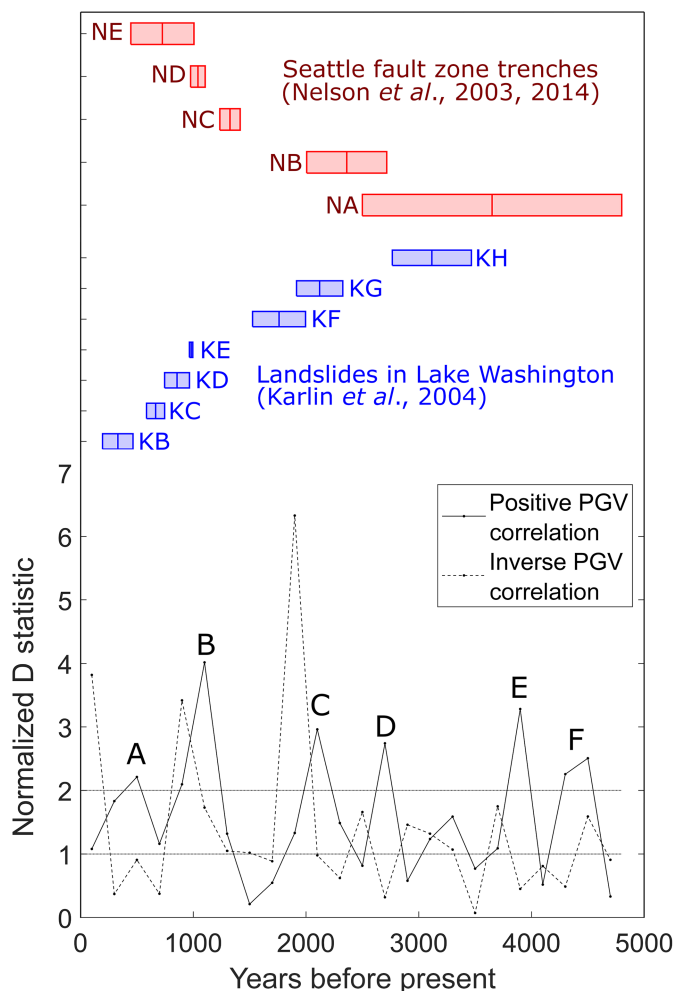 NE
ND
Seattle fault zone trenches
(Nelson et al., 2003, 2014)
NC
NB
NA
KH
KG
KF
KE
KD
Landslides in Lake Washington
(Karlin et al., 2004)
KC
KB
7
6
5
4
3
2
1
0
Normalized D statistic
Positive PGV
correlation
Inverse PGV
correlation
A
B
C
D
E
F
0
1000
2000
3000
4000
5000
Years before present